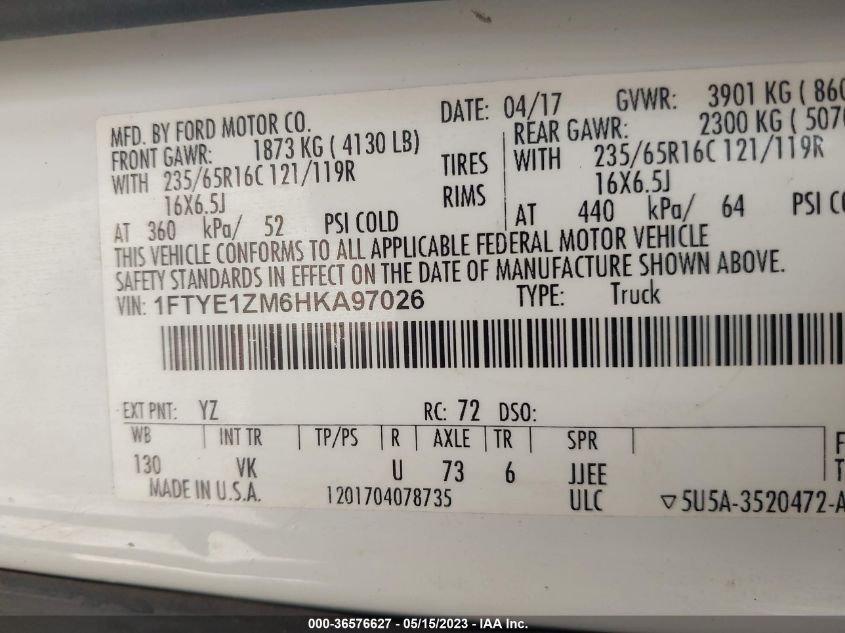 DATE: 04/17 GVWR: 3901 KG ( 860
MFD. BY FORD MOTOR CO.
FRONT GAWR: 1873 KG ( 4130 LB) REAR GAWR: 2300 KG ( 5070
WITH 235/65R16C 121/119R TIRES WITH 235/65R16C 121/119R
16X6.5J RIMS 16X6.5J
AT 360 kPa/ 52 PSI COLD AT 440 kPa/ 64 PSI CO
THIS VEHICLE CONFORMS TO ALL APPLICABLE FEDERAL MOTOR VEHICLE
SAFETY STANDARDS IN EFFECT ON THE DATE OF MANUFACTURE SHOWN ABOVE.
VIN: 1FTYE1ZM6HKA97026 TYPE: Truck
EXT PNT: YZ RC: 72 DSO:
WB INT TR TP/PS R AXLE TR SPR F
130 VK U 73 6 JJEE T
MADE IN U.S.A. 1201704078735 ULC ▽5U5A-3520472-A
000-36576627 - 05/15/2023 - IAA Inc.